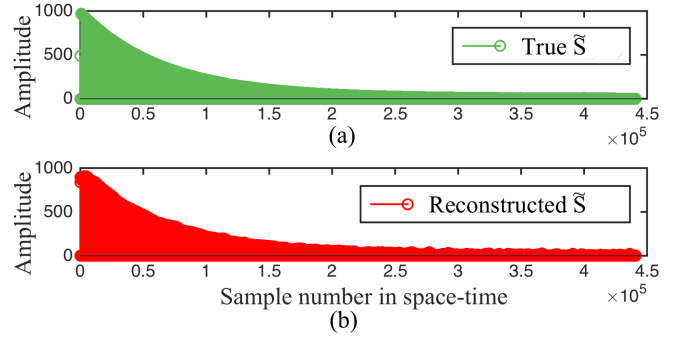 Amplitude
1000
500
0
True S̃
0 0.5 1 1.5 2 2.5 3 3.5 4 4.5
×10⁵
(a)
Amplitude
1000
500
0
Reconstructed S̃
0 0.5 1 1.5 2 2.5 3 3.5 4 4.5
Sample number in space-time
×10⁵
(b)